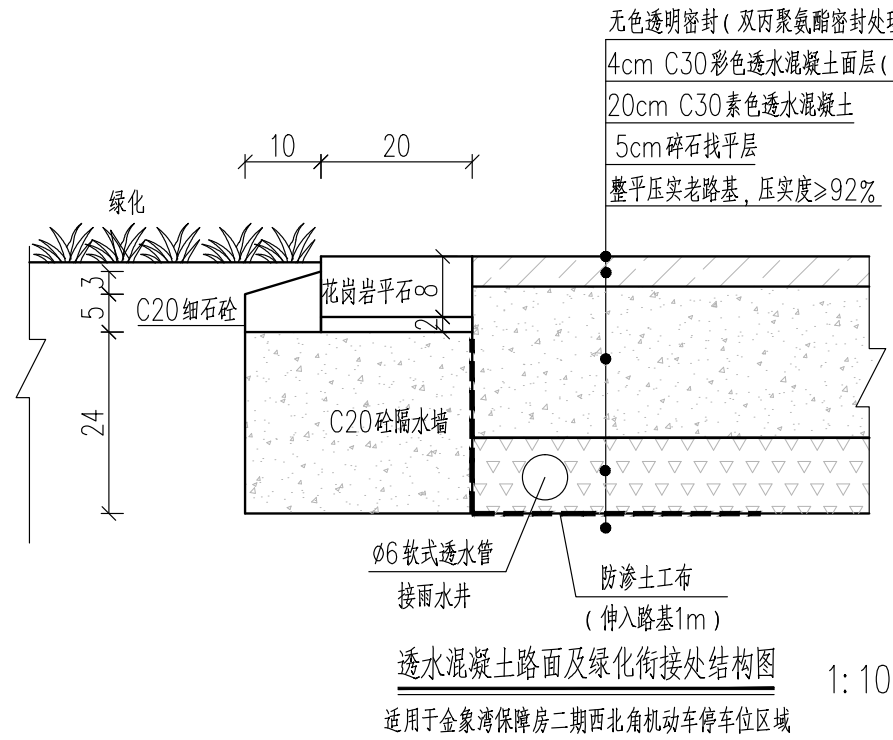 无色透明密封(双丙聚氨酯密封处理
4cm C30彩色透水混凝土面层(
20cm C30素色透水混凝土
5cm碎石找平层
整平压实老路基,压实度≥92%
10
20
绿化
3
5
24
C20细石砼
花岗岩平石
8
2
C20砼隔水墙
Ø6软式透水管
接雨水井
防渗土工布
(伸入路基1m)
透水混凝土路面及绿化衔接处结构图
1:10
适用于金象湾保障房二期西北角机动车停车位区域